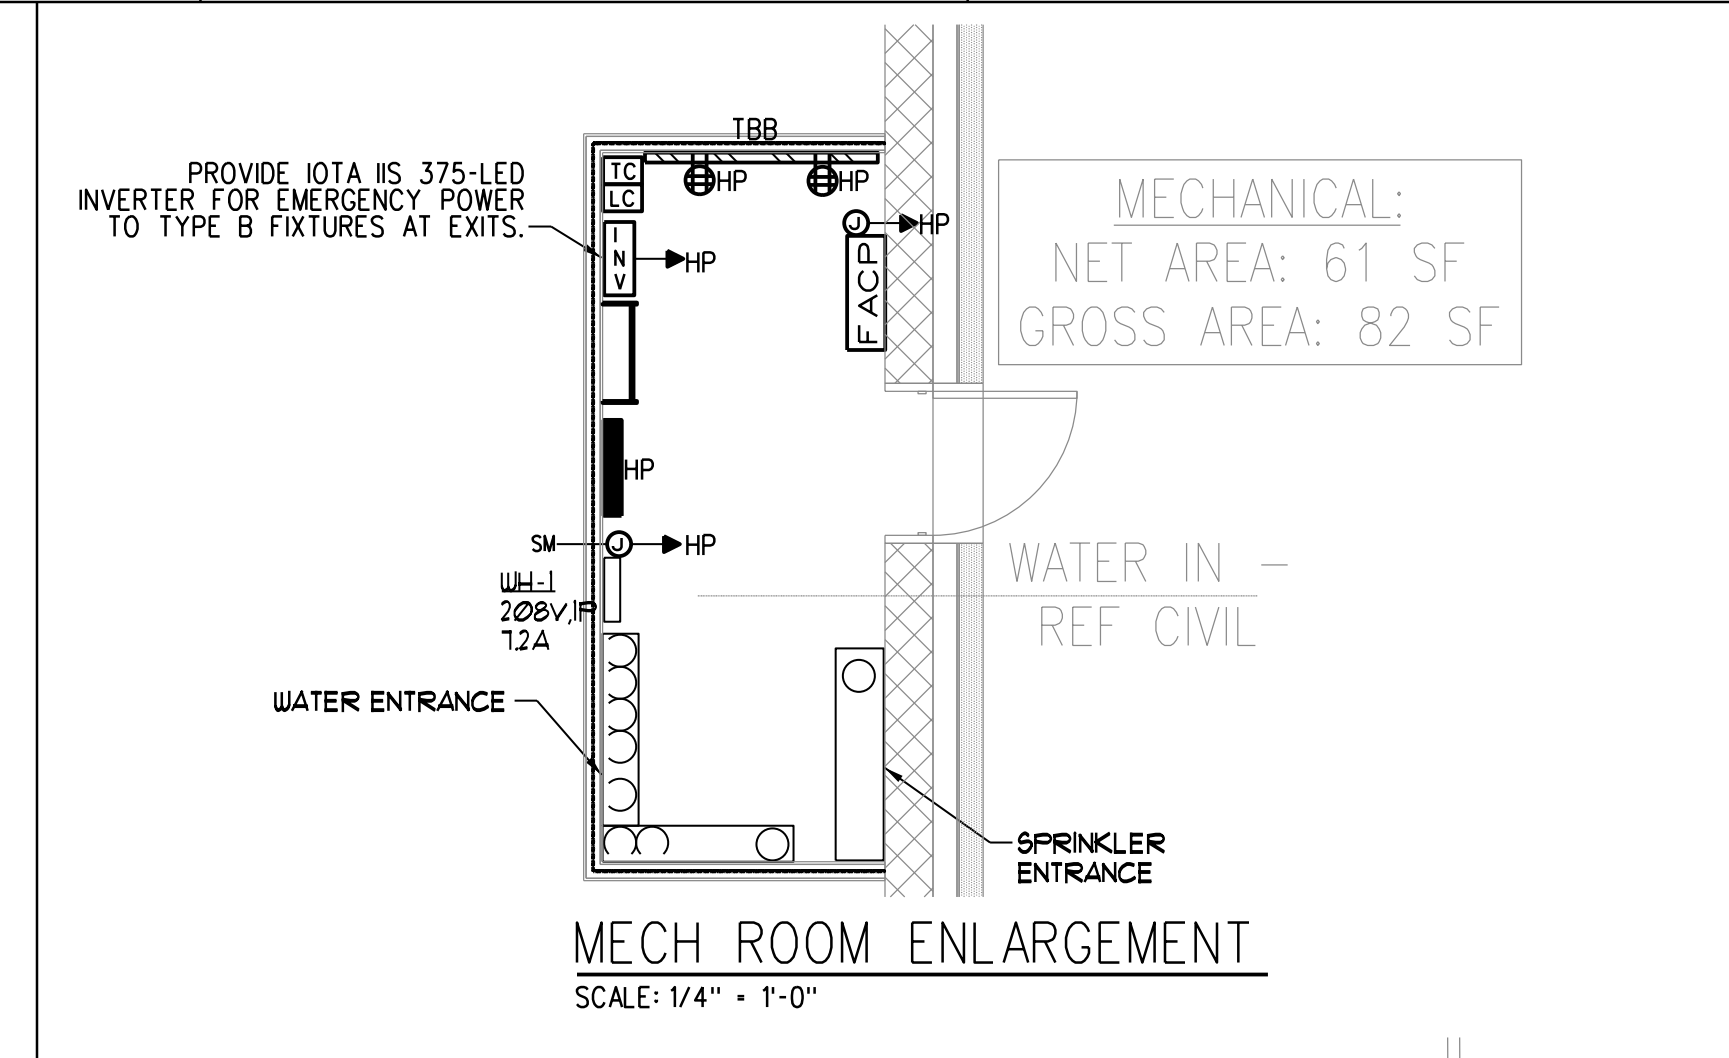 TBB
PROVIDE IOTA IIS 375-LED
INVERTER FOR EMERGENCY POWER
TO TYPE B FIXTURES AT EXITS.
TC
LC
HP
HP
J
HP
INV
HP
FACP
MECHANICAL:
NET AREA: 61 SF
GROSS AREA: 82 SF
HP
SM
J
HP
WH-1
208V,1P
7.2A
WATER IN -
REF CIVIL
WATER ENTRANCE
SPRINKLER
ENTRANCE
MECH ROOM ENLARGEMENT
SCALE: 1/4" = 1'-0"